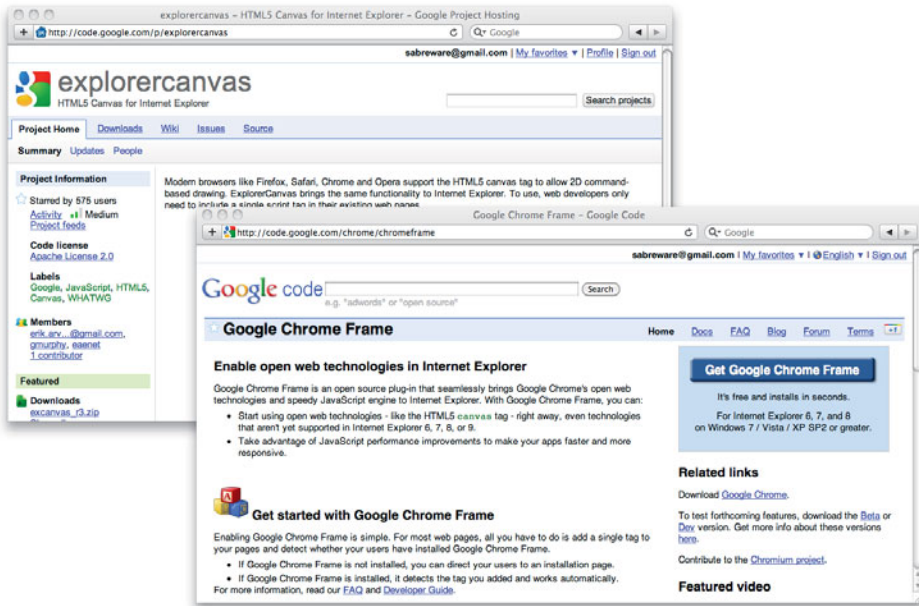 explorercanvas – HTML5 Canvas for Internet Explorer – Google Project Hosting
http://code.google.com/p/explorercanvas
Google
sabreware@gmail.com | My favorites ▼ | Profile | Sign out
explorercanvas
HTML5 Canvas for Internet Explorer
Search projects
Project Home Downloads Wiki Issues Source
Summary Updates People
Project Information
Starred by 575 users
Activity Medium
Project feeds
Code license
Apache License 2.0
Labels
Google, JavaScript, HTML5,
Canvas, WHATWG
Members
erik.arv...@gmail.com,
gmurphy, eaenet
1 contributor
Featured
Downloads
excanvas_r3.zip
Modern browsers like Firefox, Safari, Chrome and Opera support the HTML5 canvas tag to allow 2D command-
based drawing. ExplorerCanvas brings the same functionality to Internet Explorer. To use, web developers only
need to include a single script tag in their existing web pages.
Google Chrome Frame – Google Code
http://code.google.com/chrome/chromeframe
Google
sabreware@gmail.com | My favorites ▼ | English ▼ | Sign out
Google code
Search
e.g. "adwords" or "open source"
Google Chrome Frame
Home Docs FAQ Blog Forum Terms +1
Enable open web technologies in Internet Explorer
Google Chrome Frame is an open source plug-in that seamlessly brings Google Chrome's open web
technologies and speedy JavaScript engine to Internet Explorer. With Google Chrome Frame, you can:
• Start using open web technologies - like the HTML5 canvas tag - right away, even technologies
that aren't yet supported in Internet Explorer 6, 7, 8, or 9.
• Take advantage of JavaScript performance improvements to make your apps faster and more
responsive.
Get started with Google Chrome Frame
Enabling Google Chrome Frame is simple. For most web pages, all you have to do is add a single tag to
your pages and detect whether your users have installed Google Chrome Frame.
• If Google Chrome Frame is not installed, you can direct your users to an installation page.
• If Google Chrome Frame is installed, it detects the tag you added and works automatically.
For more information, read our FAQ and Developer Guide.
Get Google Chrome Frame
It's free and installs in seconds.
For Internet Explorer 6, 7, and 8
on Windows 7 / Vista / XP SP2 or greater.
Related links
Download Google Chrome.
To test forthcoming features, download the Beta or
Dev version. Get more info about these versions
here.
Contribute to the Chromium project.
Featured video